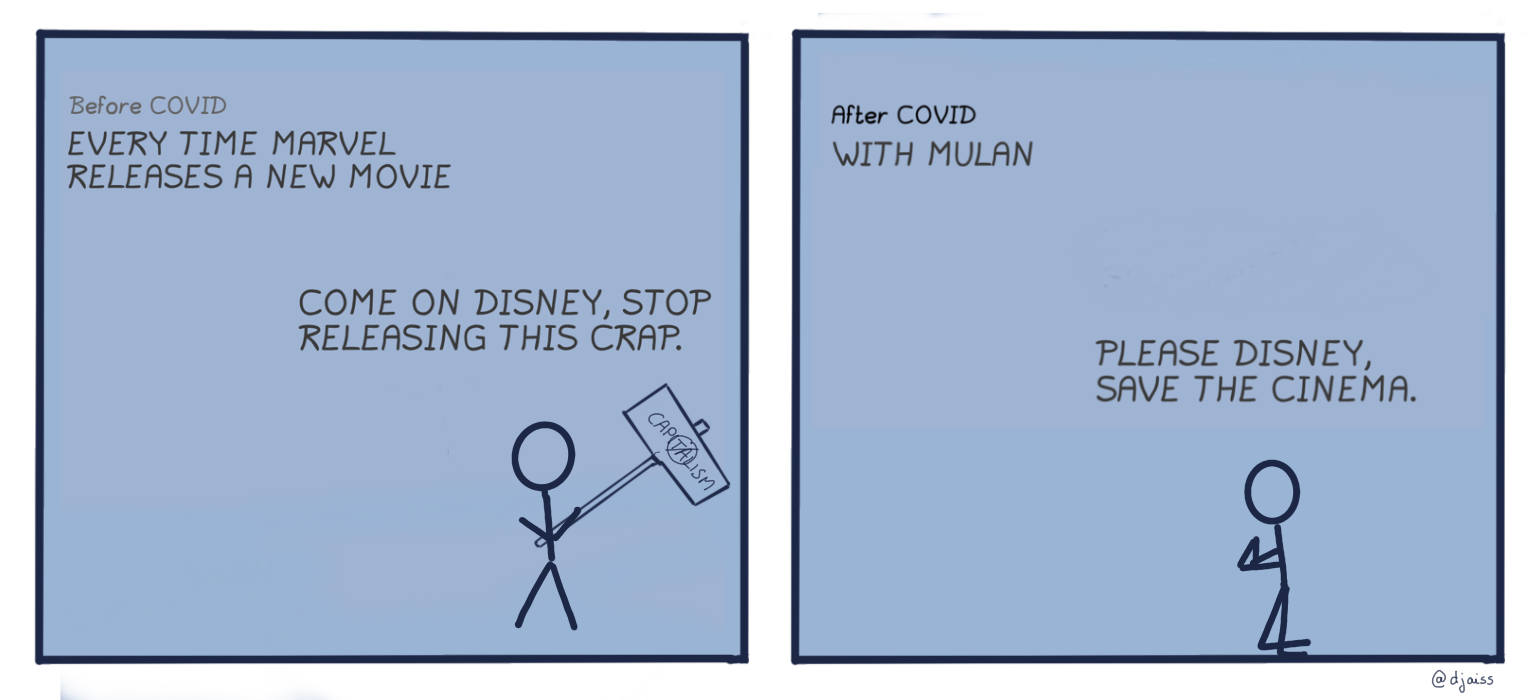 Before COVID
EVERY TIME MARVEL
RELEASES A NEW MOVIE
COME ON DISNEY, STOP
RELEASING THIS CRAP.
CAPITALISM
After COVID
WITH MULAN
PLEASE DISNEY,
SAVE THE CINEMA.
@djaiss